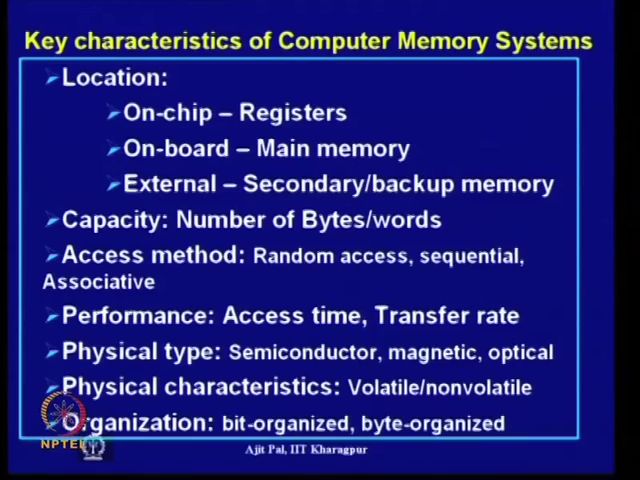 Key characteristics of Computer Memory Systems
Location:
On-chip – Registers
On-board – Main memory
External – Secondary/backup memory
Capacity: Number of Bytes/words
Access method: Random access, sequential,
Associative
Performance: Access time, Transfer rate
Physical type: Semiconductor, magnetic, optical
Physical characteristics: Volatile/nonvolatile
Organization: bit-organized, byte-organized
NPTEL
Ajit Pal, IIT Kharagpur